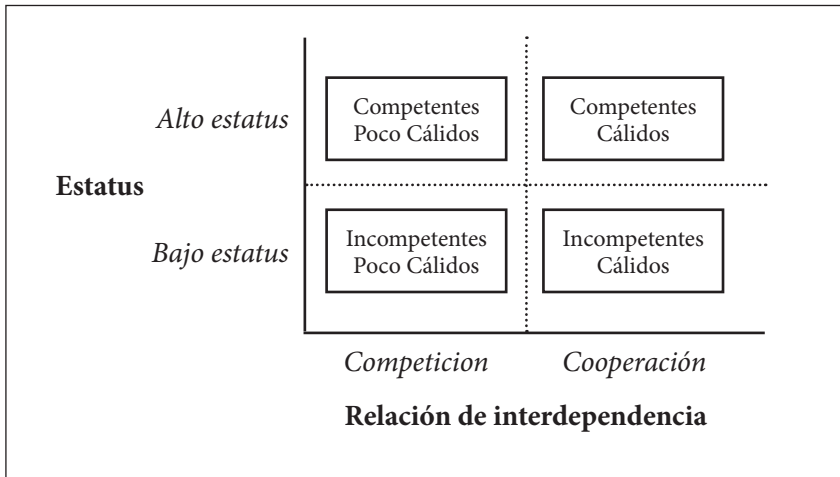 Alto estatus
Competentes
Poco Cálidos
Competentes
Cálidos
Estatus
Bajo estatus
Incompetentes
Poco Cálidos
Incompetentes
Cálidos
Competicion
Cooperación
Relación de interdependencia